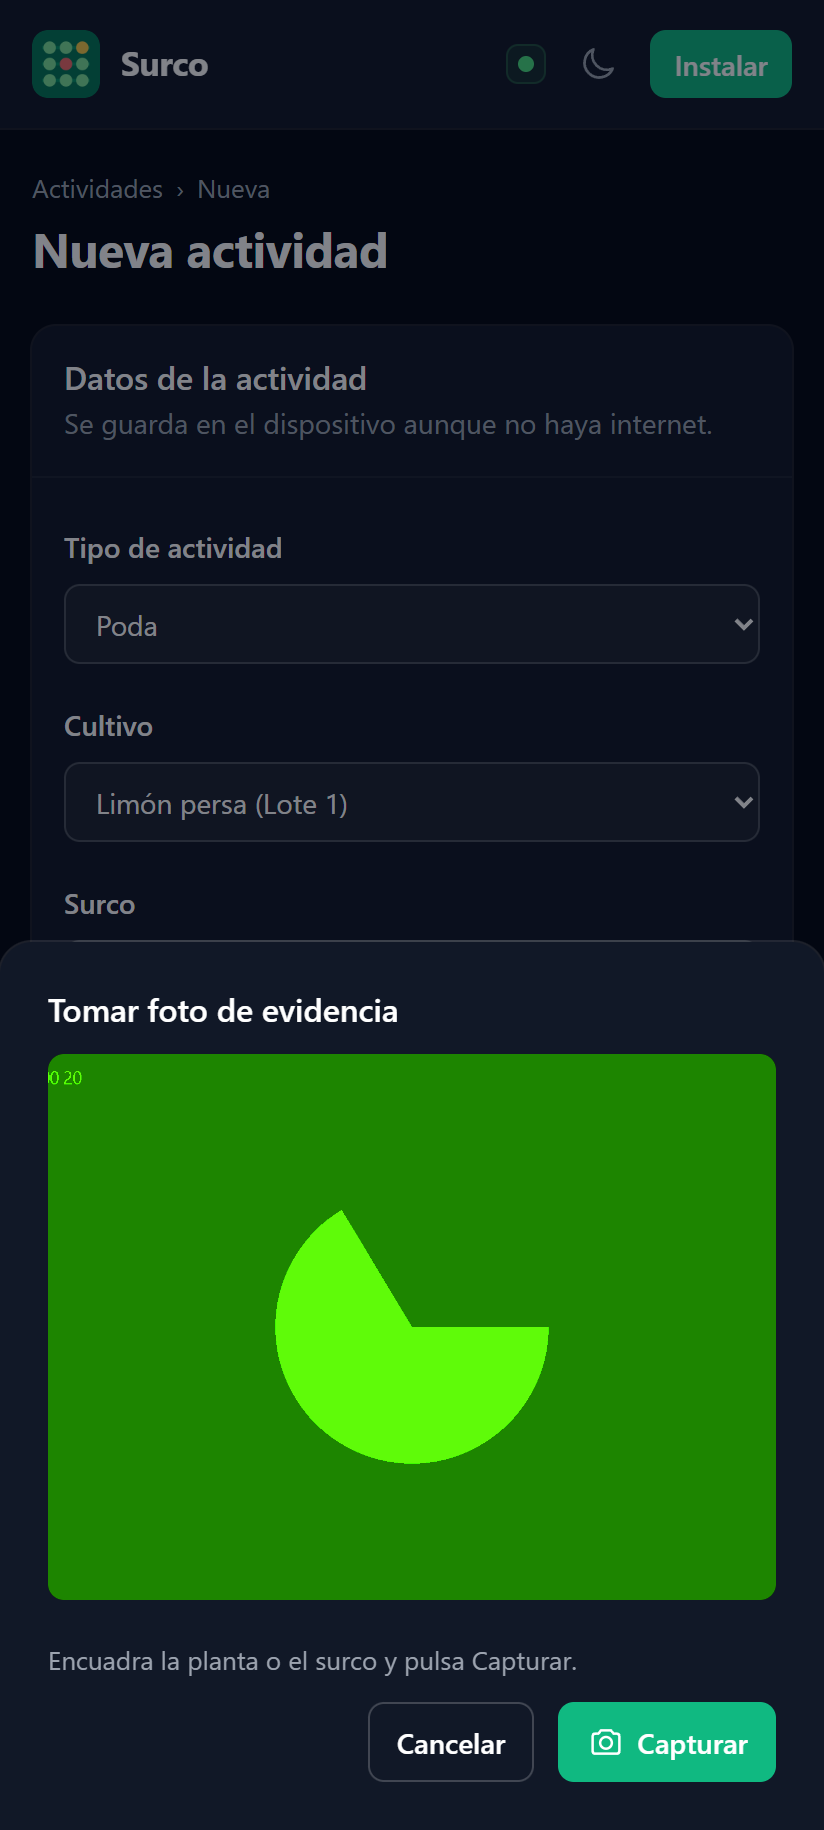 Surco
Instalar
Actividades › Nueva
Nueva actividad
Datos de la actividad
Se guarda en el dispositivo aunque no haya internet.
Tipo de actividad
Poda
Cultivo
Limón persa (Lote 1)
Surco
Tomar foto de evidencia
0 20
Encuadra la planta o el surco y pulsa Capturar.
Cancelar
Capturar